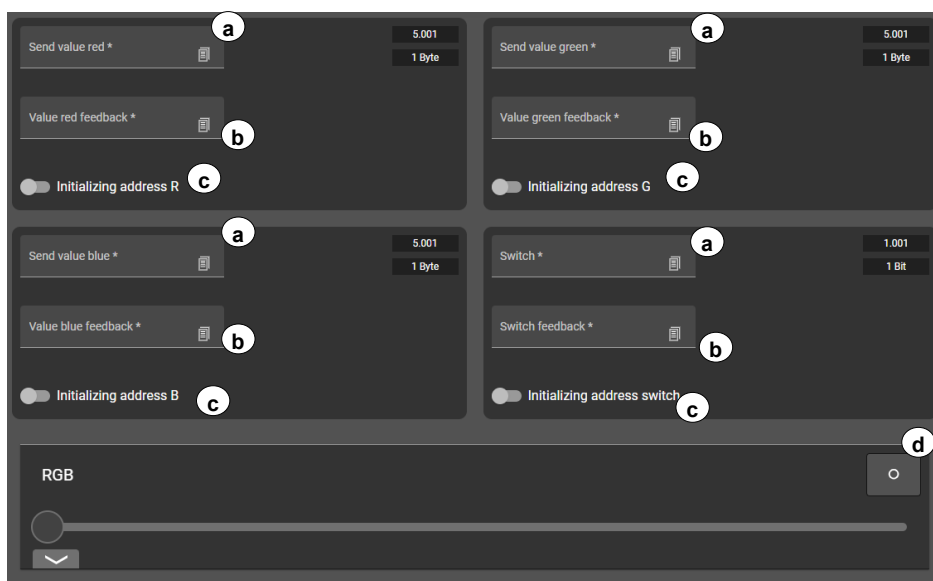 a
Send value red *
5.001
1 Byte
Value red feedback *
b
Initializing address R
c
a
Send value green *
5.001
1 Byte
Value green feedback *
b
Initializing address G
c
a
Send value blue *
5.001
1 Byte
Value blue feedback *
b
Initializing address B
c
a
Switch *
1.001
1 Bit
Switch feedback *
b
Initializing address switch
c
d
RGB